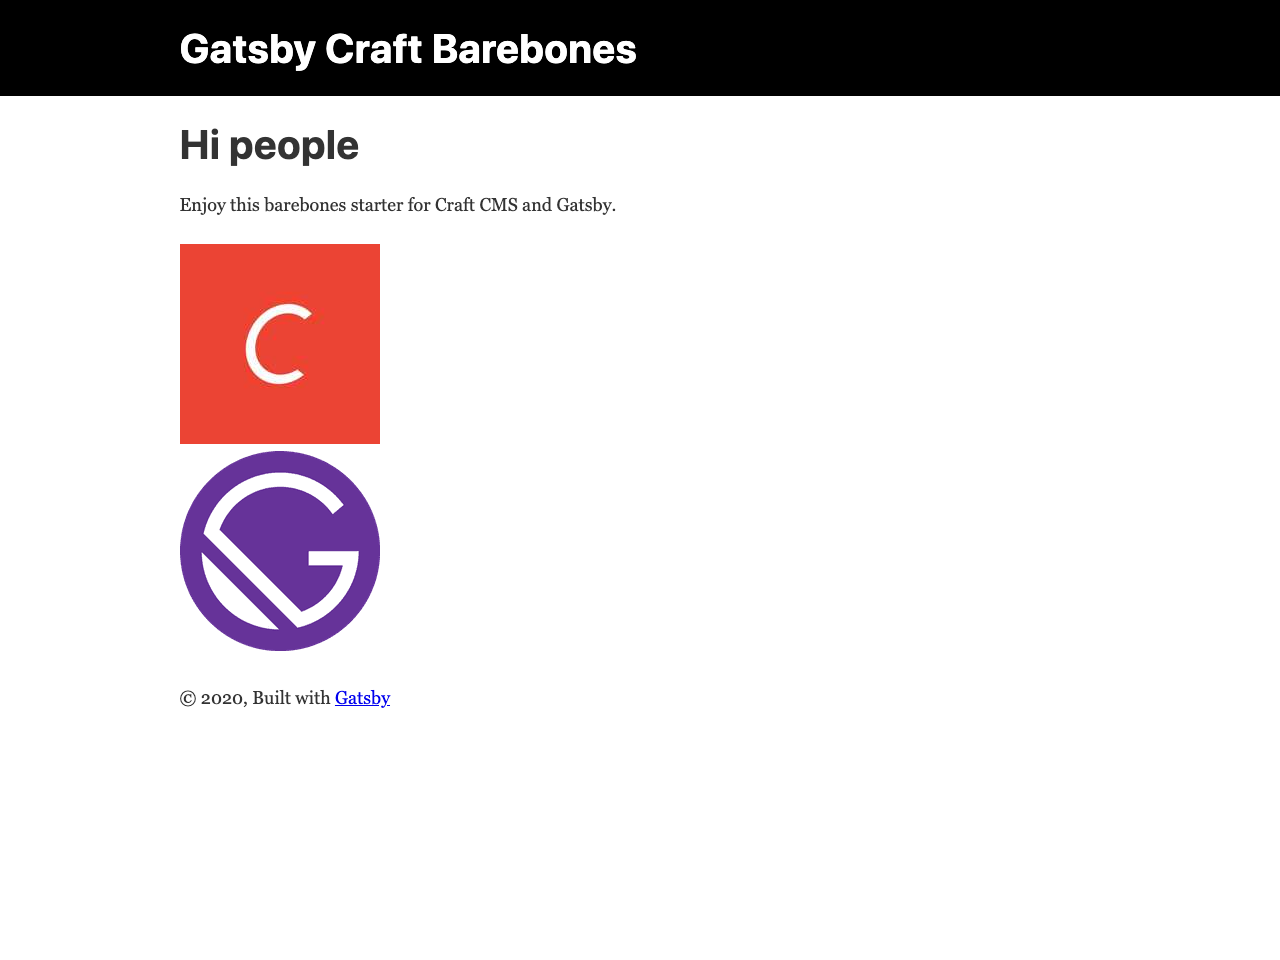 Gatsby Craft Barebones
Hi people
Enjoy this barebones starter for Craft CMS and Gatsby.
C
© 2020, Built with Gatsby